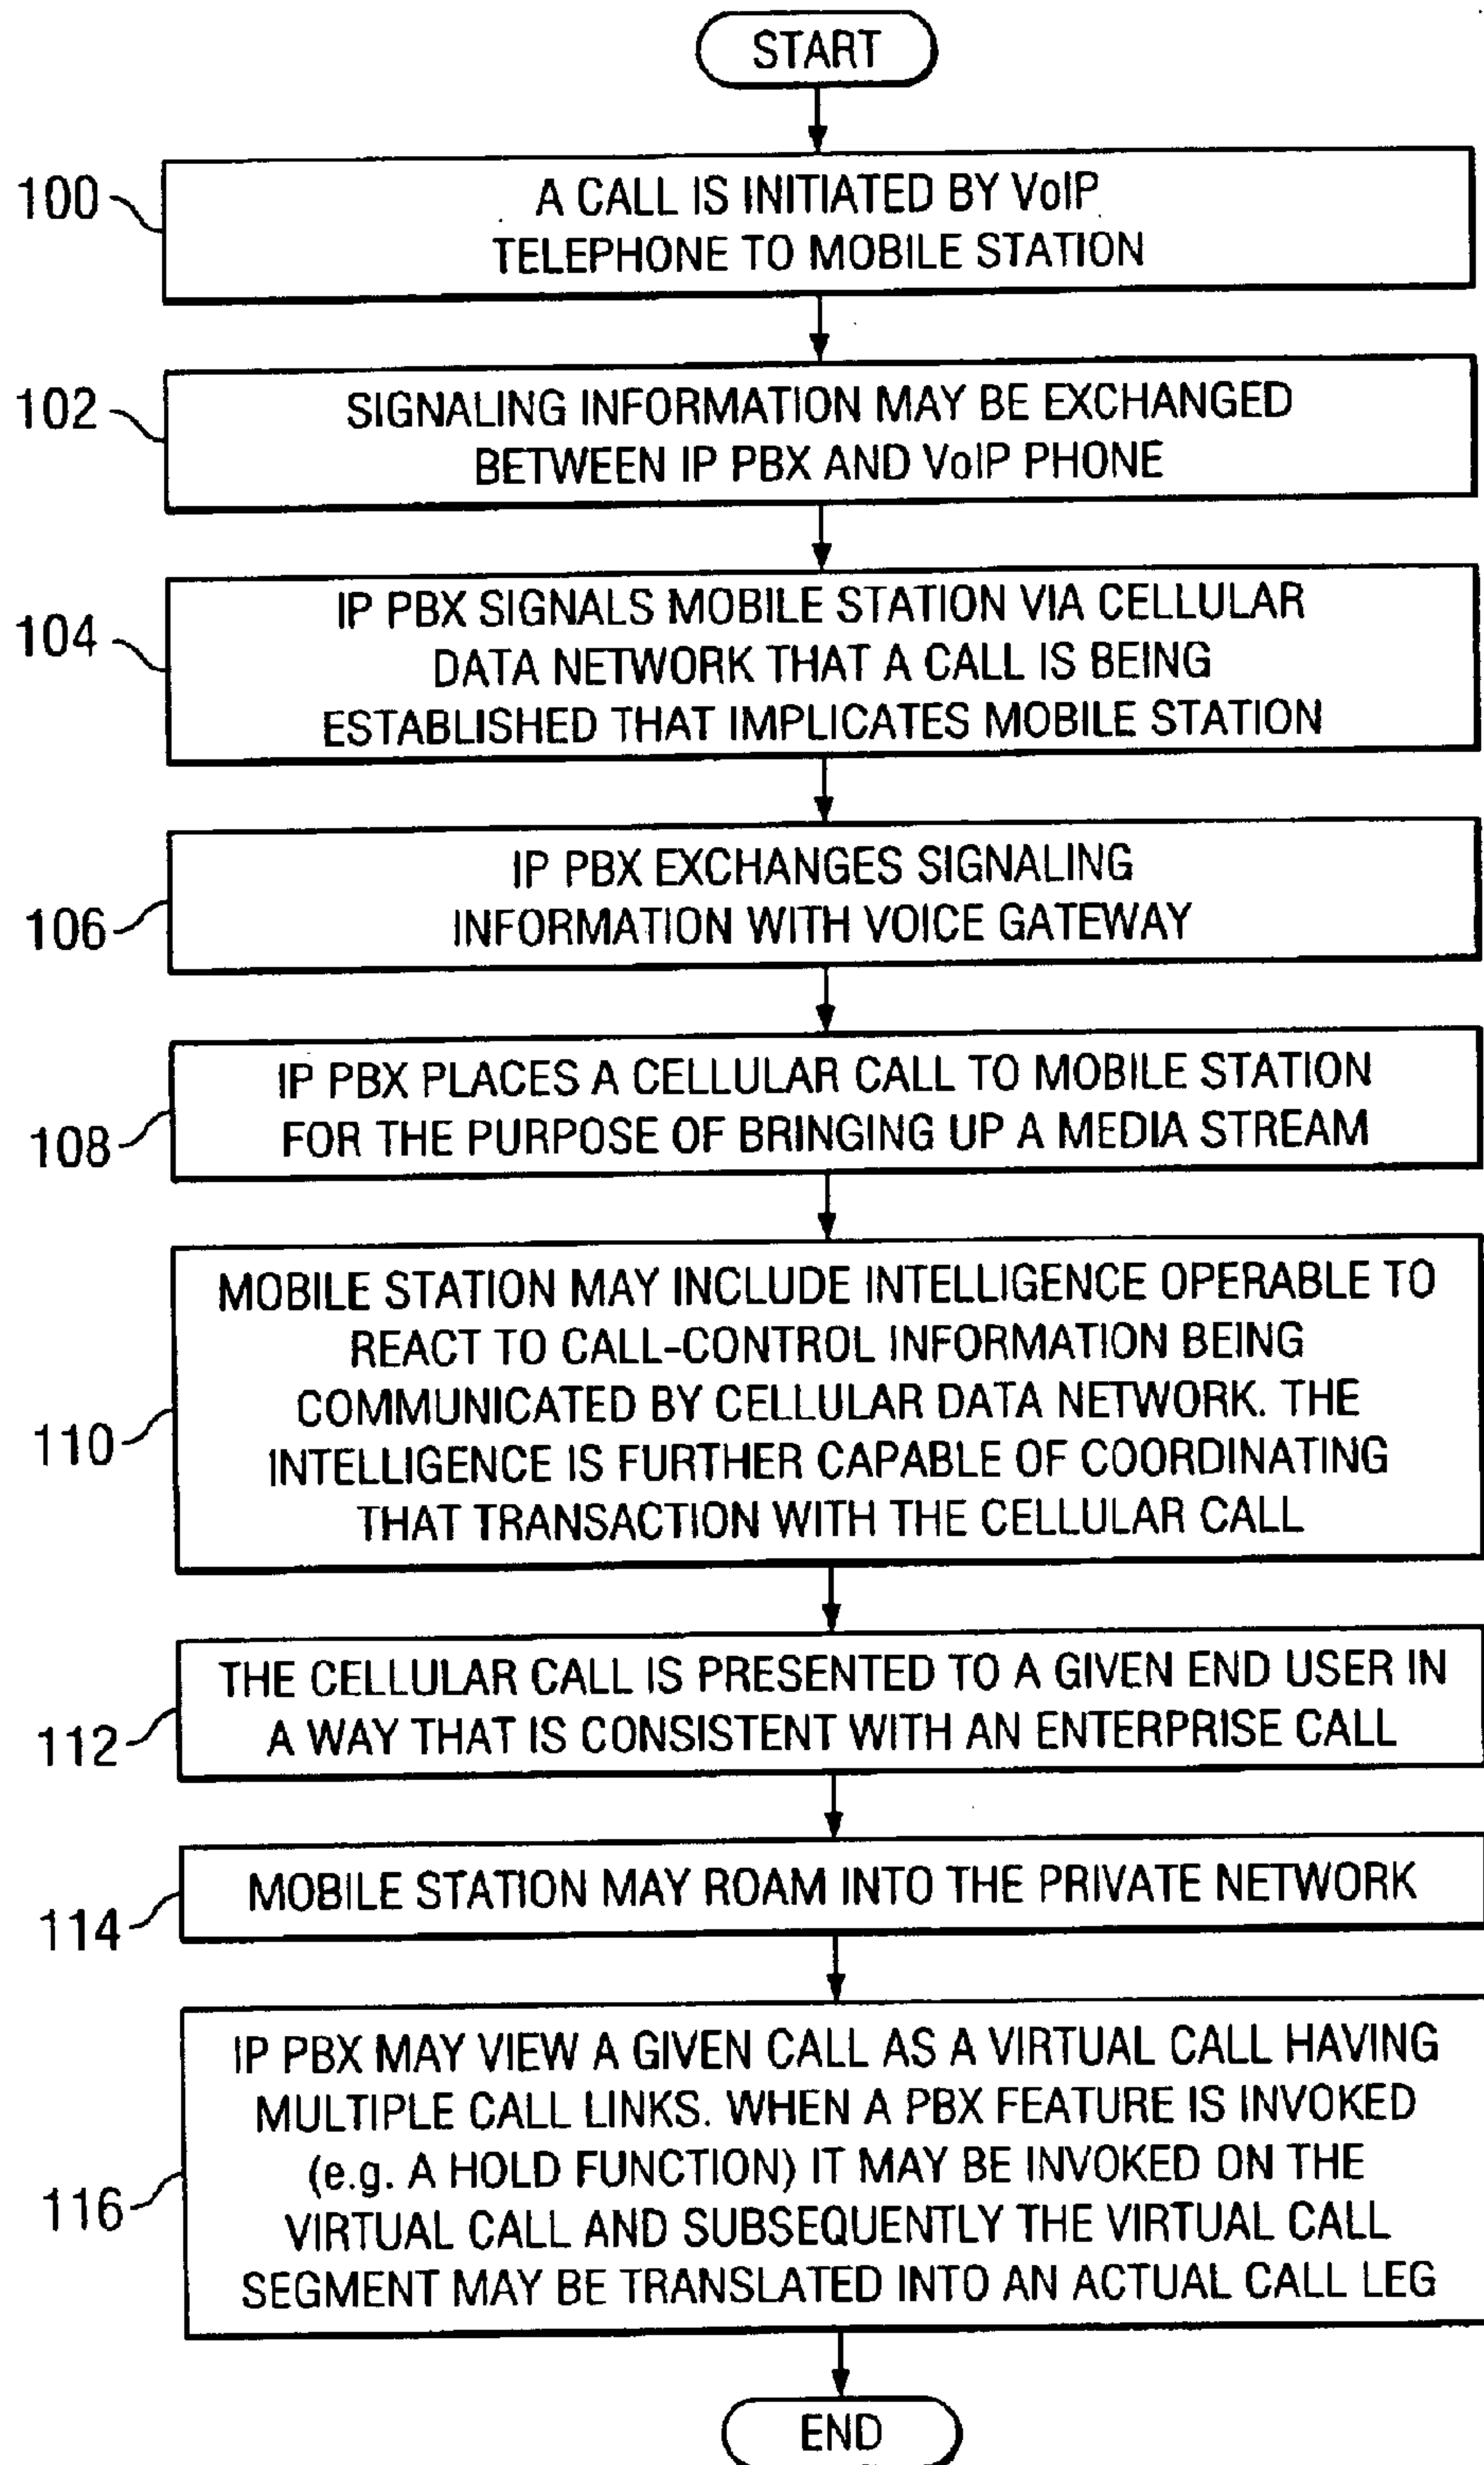 START
100
A CALL IS INITIATED BY VoIP
TELEPHONE TO MOBILE STATION
102
SIGNALING INFORMATION MAY BE EXCHANGED
BETWEEN IP PBX AND VoIP PHONE
104
IP PBX SIGNALS MOBILE STATION VIA CELLULAR
DATA NETWORK THAT A CALL IS BEING
ESTABLISHED THAT IMPLICATES MOBILE STATION
106
IP PBX EXCHANGES SIGNALING
INFORMATION WITH VOICE GATEWAY
108
IP PBX PLACES A CELLULAR CALL TO MOBILE STATION
FOR THE PURPOSE OF BRINGING UP A MEDIA STREAM
110
MOBILE STATION MAY INCLUDE INTELLIGENCE OPERABLE TO
REACT TO CALL-CONTROL INFORMATION BEING
COMMUNICATED BY CELLULAR DATA NETWORK. THE
INTELLIGENCE IS FURTHER CAPABLE OF COORDINATING
THAT TRANSACTION WITH THE CELLULAR CALL
112
THE CELLULAR CALL IS PRESENTED TO A GIVEN END USER IN
A WAY THAT IS CONSISTENT WITH AN ENTERPRISE CALL
114
MOBILE STATION MAY ROAM INTO THE PRIVATE NETWORK
116
IP PBX MAY VIEW A GIVEN CALL AS A VIRTUAL CALL HAVING
MULTIPLE CALL LINKS. WHEN A PBX FEATURE IS INVOKED
(e.g. A HOLD FUNCTION) IT MAY BE INVOKED ON THE
VIRTUAL CALL AND SUBSEQUENTLY THE VIRTUAL CALL
SEGMENT MAY BE TRANSLATED INTO AN ACTUAL CALL LEG
END